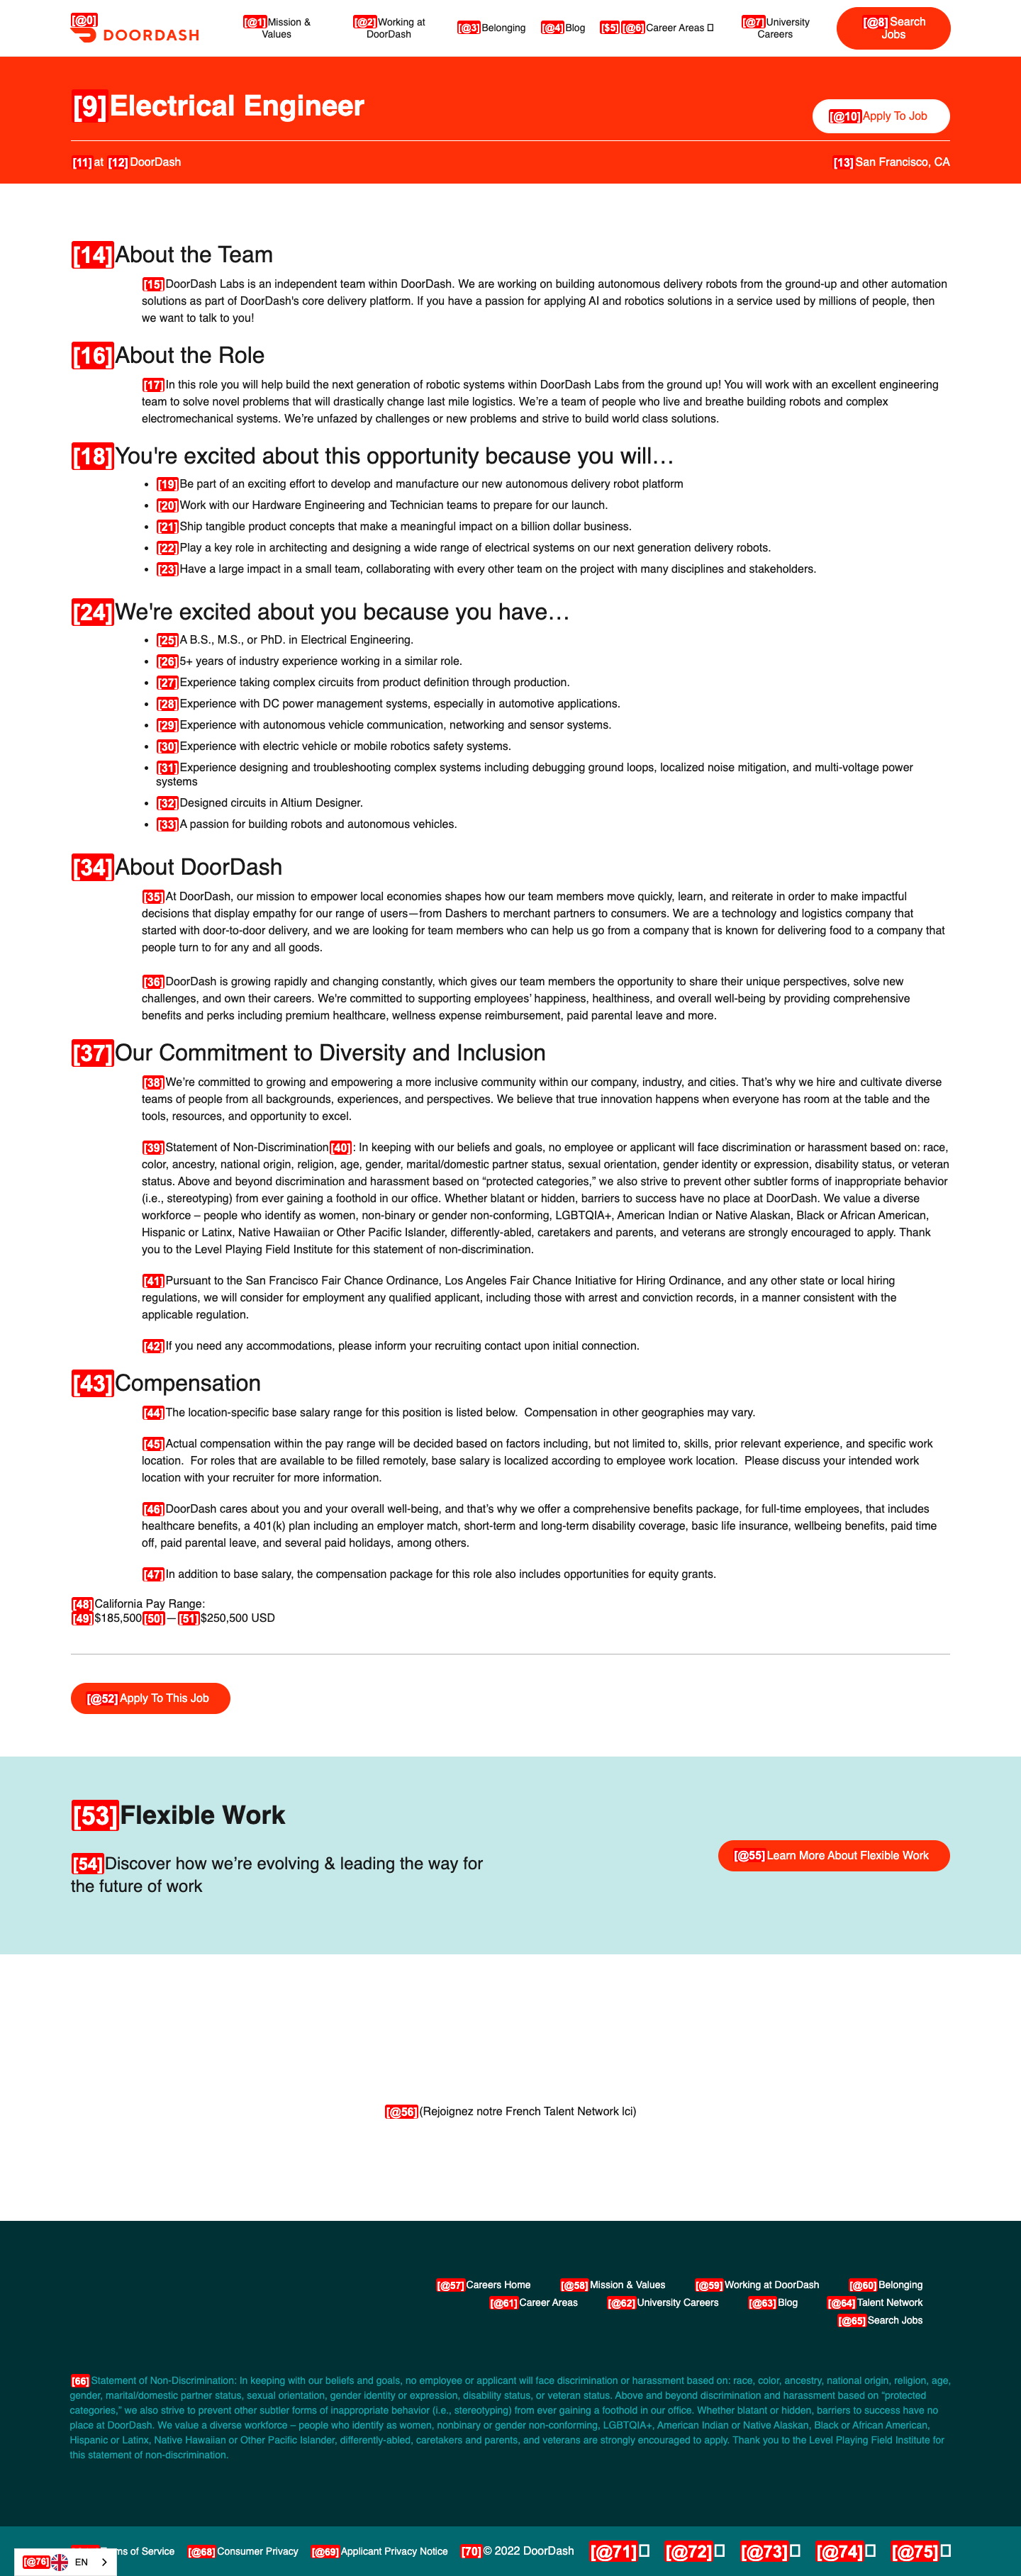 [@0] DOORDASH
[@1] Mission & Values
[@2] Working at DoorDash
[@3] Belonging
[@4] Blog
[$5] [@6] Career Areas
[@7] University Careers
[@8] Search Jobs
[9] Electrical Engineer
[@10] Apply To Job
[11] at [12] DoorDash
[13] San Francisco, CA
[14] About the Team
[15] DoorDash Labs is an independent team within DoorDash. We are working on building autonomous delivery robots from the ground-up and other automation
solutions as part of DoorDash's core delivery platform. If you have a passion for applying AI and robotics solutions in a service used by millions of people, then
we want to talk to you!
[16] About the Role
[17] In this role you will help build the next generation of robotic systems within DoorDash Labs from the ground up! You will work with an excellent engineering
team to solve novel problems that will drastically change last mile logistics. We're a team of people who live and breathe building robots and complex
electromechanical systems. We're unfazed by challenges or new problems and strive to build world class solutions.
[18] You're excited about this opportunity because you will…
• [19] Be part of an exciting effort to develop and manufacture our new autonomous delivery robot platform
• [20] Work with our Hardware Engineering and Technician teams to prepare for our launch.
• [21] Ship tangible product concepts that make a meaningful impact on a billion dollar business.
• [22] Play a key role in architecting and designing a wide range of electrical systems on our next generation delivery robots.
• [23] Have a large impact in a small team, collaborating with every other team on the project with many disciplines and stakeholders.
[24] We're excited about you because you have…
• [25] A B.S., M.S., or PhD. in Electrical Engineering.
• [26] 5+ years of industry experience working in a similar role.
• [27] Experience taking complex circuits from product definition through production.
• [28] Experience with DC power management systems, especially in automotive applications.
• [29] Experience with autonomous vehicle communication, networking and sensor systems.
• [30] Experience with electric vehicle or mobile robotics safety systems.
• [31] Experience designing and troubleshooting complex systems including debugging ground loops, localized noise mitigation, and multi-voltage power
systems
• [32] Designed circuits in Altium Designer.
• [33] A passion for building robots and autonomous vehicles.
[34] About DoorDash
[35] At DoorDash, our mission to empower local economies shapes how our team members move quickly, learn, and reiterate in order to make impactful
decisions that display empathy for our range of users—from Dashers to merchant partners to consumers. We are a technology and logistics company that
started with door-to-door delivery, and we are looking for team members who can help us go from a company that is known for delivering food to a company that
people turn to for any and all goods.
[36] DoorDash is growing rapidly and changing constantly, which gives our team members the opportunity to share their unique perspectives, solve new
challenges, and own their careers. We're committed to supporting employees' happiness, healthiness, and overall well-being by providing comprehensive
benefits and perks including premium healthcare, wellness expense reimbursement, paid parental leave and more.
[37] Our Commitment to Diversity and Inclusion
[38] We're committed to growing and empowering a more inclusive community within our company, industry, and cities. That's why we hire and cultivate diverse
teams of people from all backgrounds, experiences, and perspectives. We believe that true innovation happens when everyone has room at the table and the
tools, resources, and opportunity to excel.
[39] Statement of Non-Discrimination [40]: In keeping with our beliefs and goals, no employee or applicant will face discrimination or harassment based on: race,
color, ancestry, national origin, religion, age, gender, marital/domestic partner status, sexual orientation, gender identity or expression, disability status, or veteran
status. Above and beyond discrimination and harassment based on “protected categories,” we also strive to prevent other subtler forms of inappropriate behavior
(i.e., stereotyping) from ever gaining a foothold in our office. Whether blatant or hidden, barriers to success have no place at DoorDash. We value a diverse
workforce – people who identify as women, non-binary or gender non-conforming, LGBTQIA+, American Indian or Native Alaskan, Black or African American,
Hispanic or Latinx, Native Hawaiian or Other Pacific Islander, differently-abled, caretakers and parents, and veterans are strongly encouraged to apply. Thank
you to the Level Playing Field Institute for this statement of non-discrimination.
[41] Pursuant to the San Francisco Fair Chance Ordinance, Los Angeles Fair Chance Initiative for Hiring Ordinance, and any other state or local hiring
regulations, we will consider for employment any qualified applicant, including those with arrest and conviction records, in a manner consistent with the
applicable regulation.
[42] If you need any accommodations, please inform your recruiting contact upon initial connection.
[43] Compensation
[44] The location-specific base salary range for this position is listed below.  Compensation in other geographies may vary.
[45] Actual compensation within the pay range will be decided based on factors including, but not limited to, skills, prior relevant experience, and specific work
location.  For roles that are available to be filled remotely, base salary is localized according to employee work location.  Please discuss your intended work
location with your recruiter for more information.
[46] DoorDash cares about you and your overall well-being, and that's why we offer a comprehensive benefits package, for full-time employees, that includes
healthcare benefits, a 401(k) plan including an employer match, short-term and long-term disability coverage, basic life insurance, wellbeing benefits, paid time
off, paid parental leave, and several paid holidays, among others.
[47] In addition to base salary, the compensation package for this role also includes opportunities for equity grants.
[48] California Pay Range:
[49] $185,500 [50] — [51] $250,500 USD
[@52] Apply To This Job
[53] Flexible Work
[54] Discover how we're evolving & leading the way for
the future of work
[@55] Learn More About Flexible Work
[@56] (Rejoignez notre French Talent Network Ici)
[@57] Careers Home [@58] Mission & Values [@59] Working at DoorDash [@60] Belonging
[@61] Career Areas [@62] University Careers [@63] Blog [@64] Talent Network
[@65] Search Jobs
[66] Statement of Non-Discrimination: In keeping with our beliefs and goals, no employee or applicant will face discrimination or harassment based on: race, color, ancestry, national origin, religion, age,
gender, marital/domestic partner status, sexual orientation, gender identity or expression, disability status, or veteran status. Above and beyond discrimination and harassment based on “protected
categories,” we also strive to prevent other subtler forms of inappropriate behavior (i.e., stereotyping) from ever gaining a foothold in our office. Whether blatant or hidden, barriers to success have no
place at DoorDash. We value a diverse workforce – people who identify as women, nonbinary or gender non-conforming, LGBTQIA+, American Indian or Native Alaskan, Black or African American,
Hispanic or Latinx, Native Hawaiian or Other Pacific Islander, differently-abled, caretakers and parents, and veterans are strongly encouraged to apply. Thank you to the Level Playing Field Institute for
this statement of non-discrimination.
ms of Service [@68] Consumer Privacy [@69] Applicant Privacy Notice [70] © 2022 DoorDash [@71] [@72] [@73] [@74] [@75]
[@76] EN